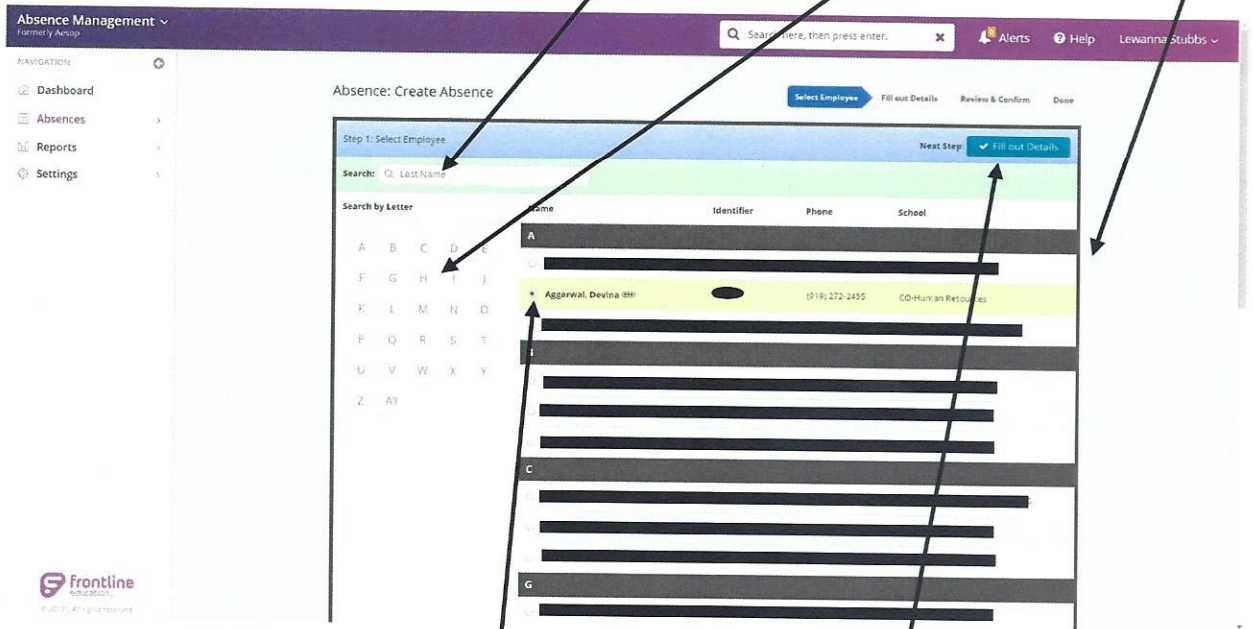 Absence Management
Formerly Aesop
Search here, then press enter.
Alerts
Help
Lewanna Stubbs
NAVIGATION
Dashboard
Absences
Reports
Settings
Absence: Create Absence
Select Employee
Fill out Details
Review & Confirm
Done
Step 1: Select Employee
Next Step:
Fill out Details
Search:
Last Name
Search by Letter
Name Identifier Phone School
A B C D E
F G H I J
K L M N O
P Q R S T
U V W X Y
Z All
A
Aggarwal, Devina (919) 272-2455 CO-Human Resources
B
C
G
frontline
education